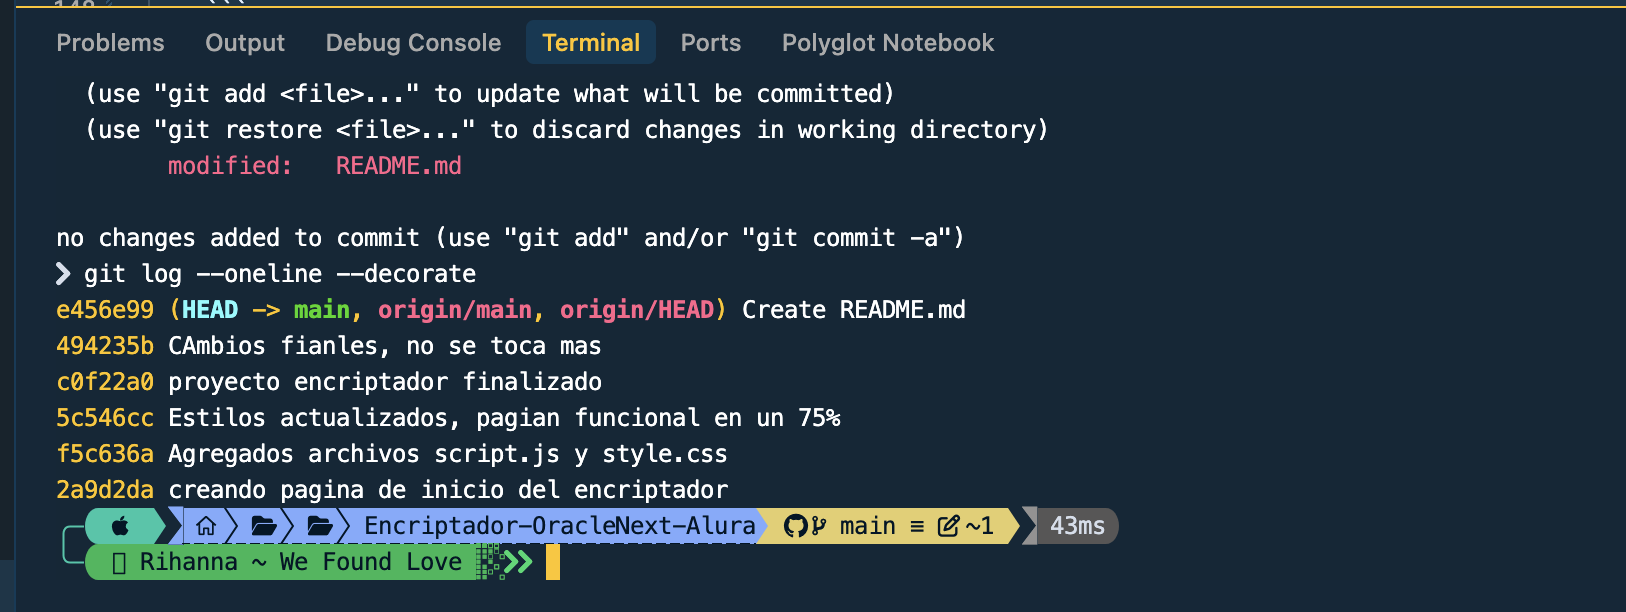 Problems Output Debug Console Terminal Ports Polyglot Notebook
(use "git add <file>..." to update what will be committed)
(use "git restore <file>..." to discard changes in working directory)
modified: README.md
no changes added to commit (use "git add" and/or "git commit -a")
❯ git log --oneline --decorate
e456e99 (HEAD -> main, origin/main, origin/HEAD) Create README.md
494235b CAmbios fianles, no se toca mas
c0f22a0 proyecto encriptador finalizado
5c546cc Estilos actualizados, pagian funcional en un 75%
f5c636a Agregados archivos script.js y style.css
2a9d2da creando pagina de inicio del encriptador
Encriptador-OracleNext-Alura main ≡ ~1 43ms
Rihanna ~ We Found Love